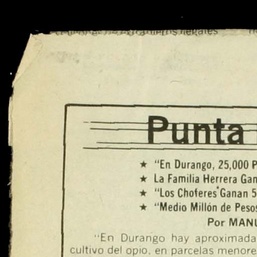 Punta
★ "En Durango, 25,000 P
★ La Familia Herrera Gan
★ "Los Choferes" Ganan 5
★ "Medio Millón de Pesos
Por MANU
"En Durango hay aproximada
cultivo del opio, en parcelas menore